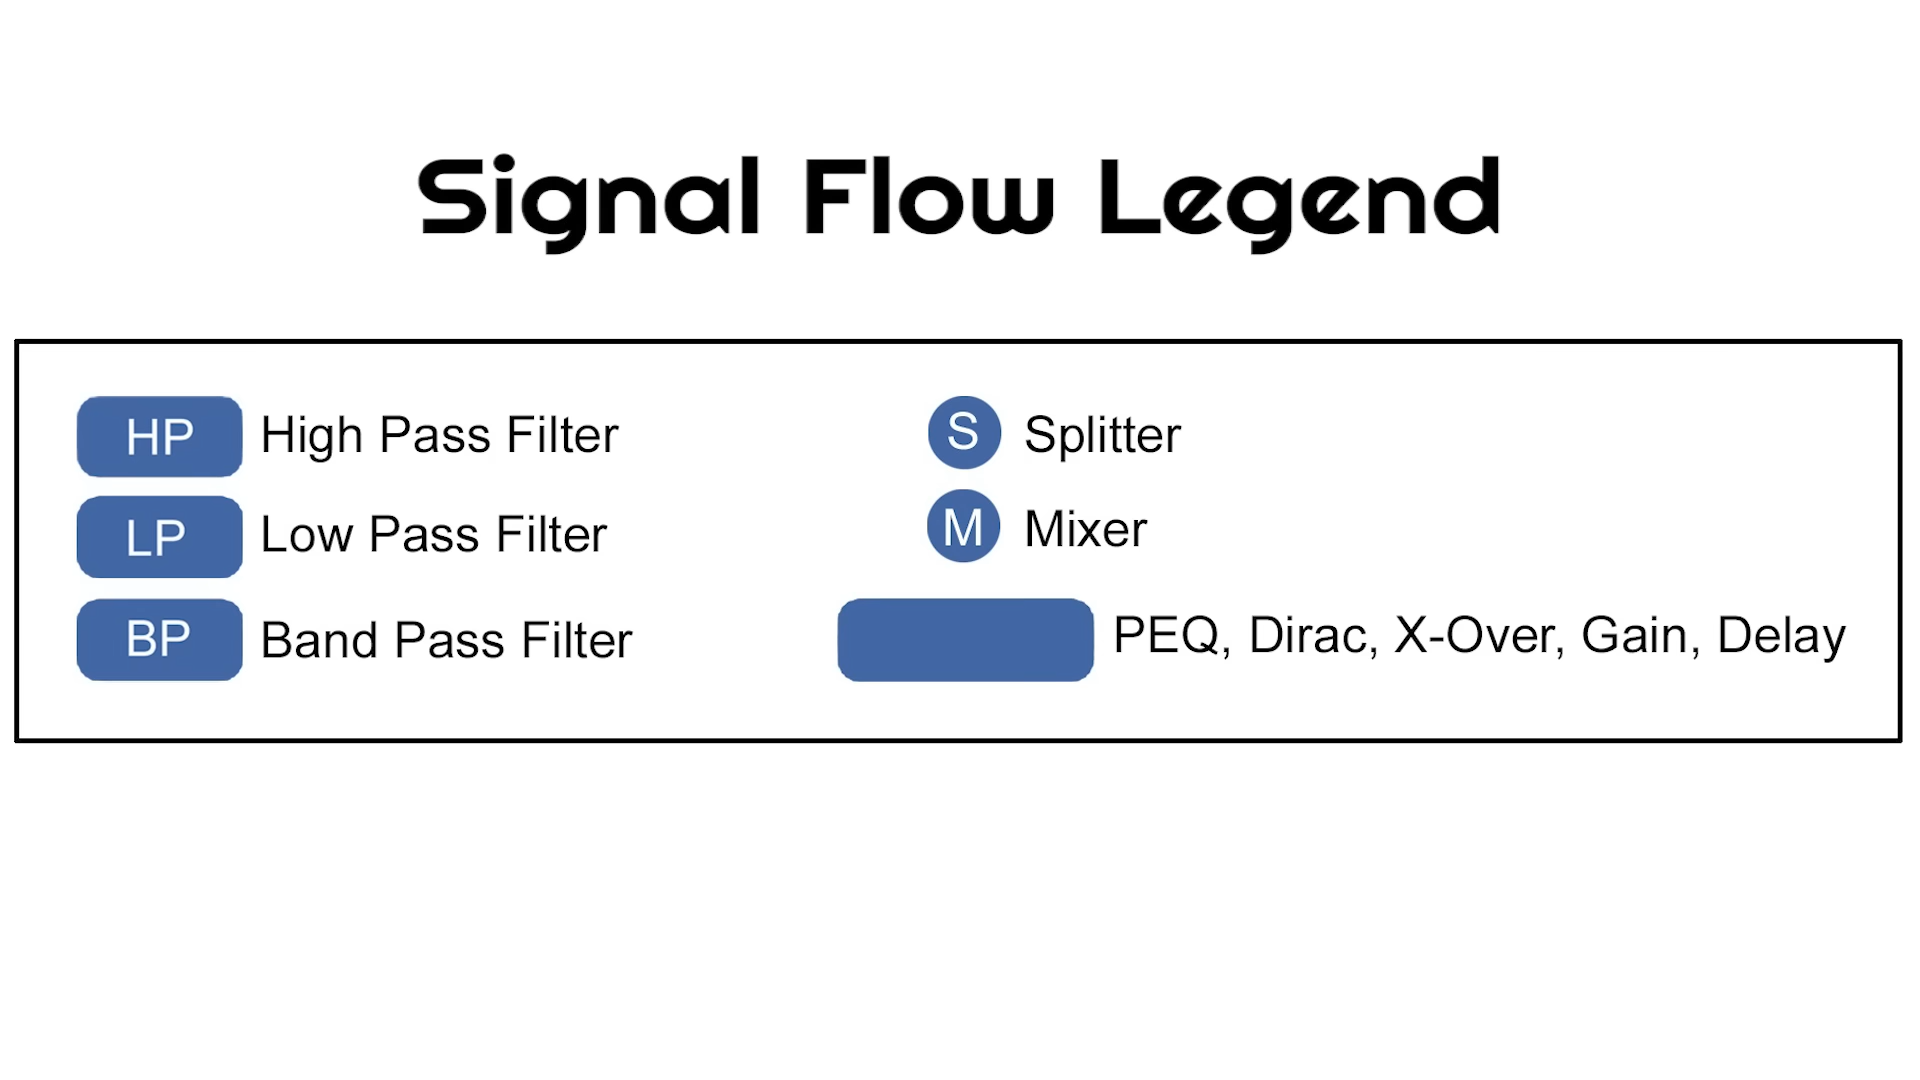 Signal Flow Legend
HP High Pass Filter
LP Low Pass Filter
BP Band Pass Filter
S Splitter
M Mixer
PEQ, Dirac, X-Over, Gain, Delay